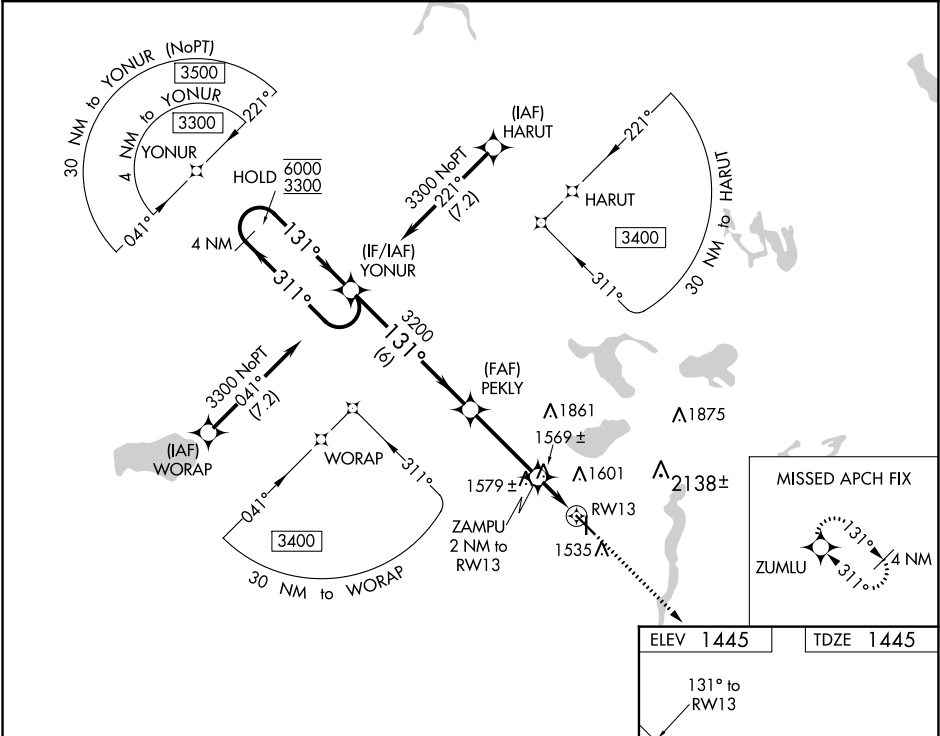 30 NM to YONUR (NoPT)
3500
4 NM to YONUR
3300
221°
YONUR
041°
HOLD 6000
3300
4 NM
131°
311°
(IF/IAF)
YONUR
(IAF)
HARUT
3300 NoPT
221°
(7.2)
221°
HARUT
3400
311°
30 NM to HARUT
3200
131°
(6)
(FAF)
PEKLY
3300 NoPT
041°
(7.2)
(IAF)
WORAP
WORAP
041°
311°
3400
30 NM to WORAP
1861
1875
1569 ±
1579 ±
1601
2138±
RW13
ZAMPU
2 NM to
RW13
1535
MISSED APCH FIX
131°
4 NM
ZUMLU
311°
ELEV 1445
TDZE 1445
131° to
RW13